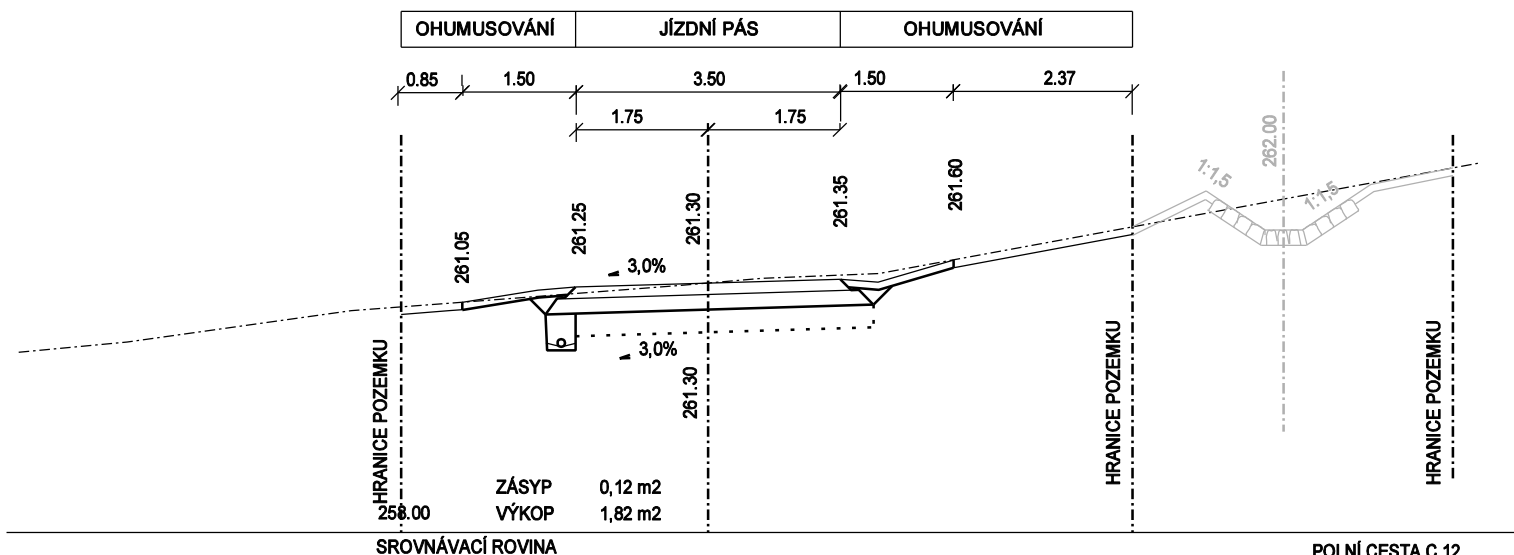 OHUMUSOVÁNÍ JÍZDNÍ PÁS OHUMUSOVÁNÍ
0.85 1.50 3.50 1.50 2.37
1.75 1.75
261.05
261.25
261.30
261.35
261.60
1:1,5
262.00
1:1,5
3,0%
3,0%
261.30
HRANICE POZEMKU
HRANICE POZEMKU
HRANICE POZEMKU
ZÁSYP 0,12 m2
258.00 VÝKOP 1,82 m2
SROVNÁVACÍ ROVINA
POLNÍ CESTA C 12